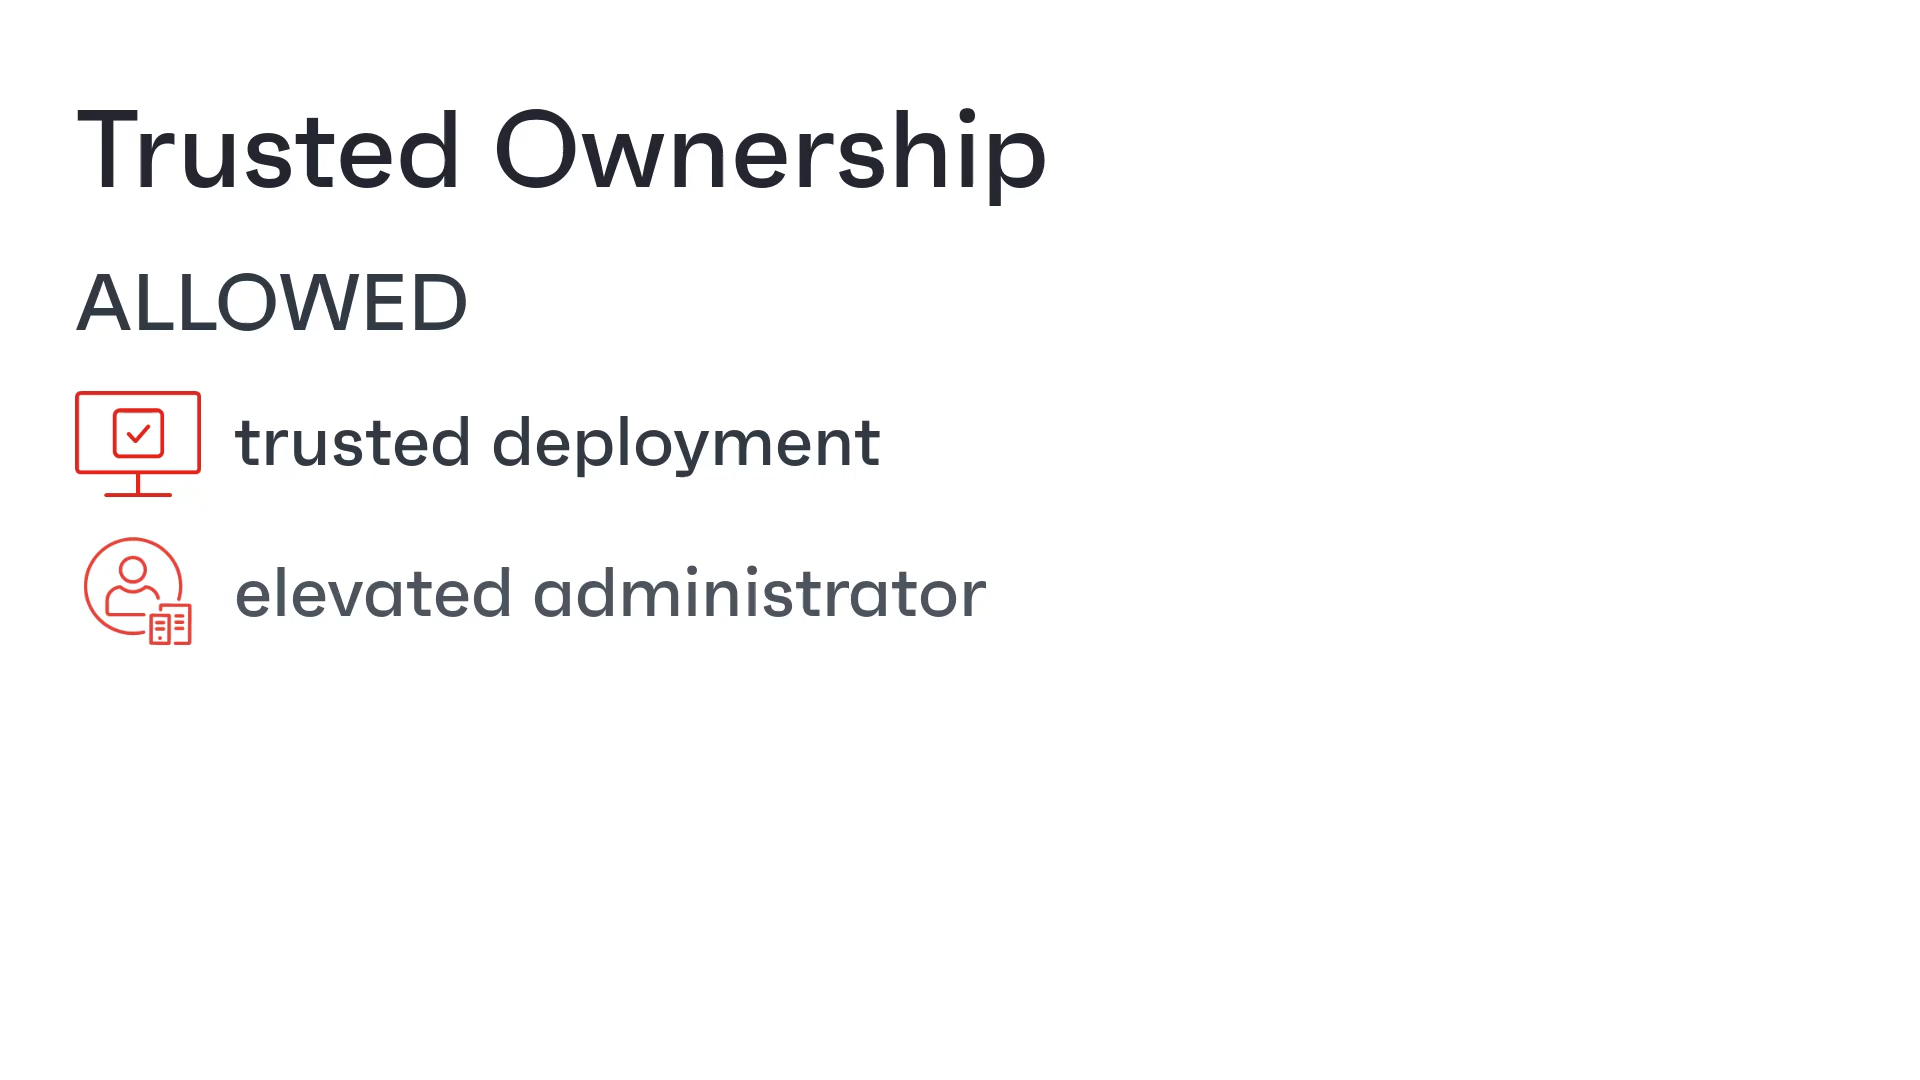 Trusted Ownership
ALLOWED
trusted deployment
elevated administrator